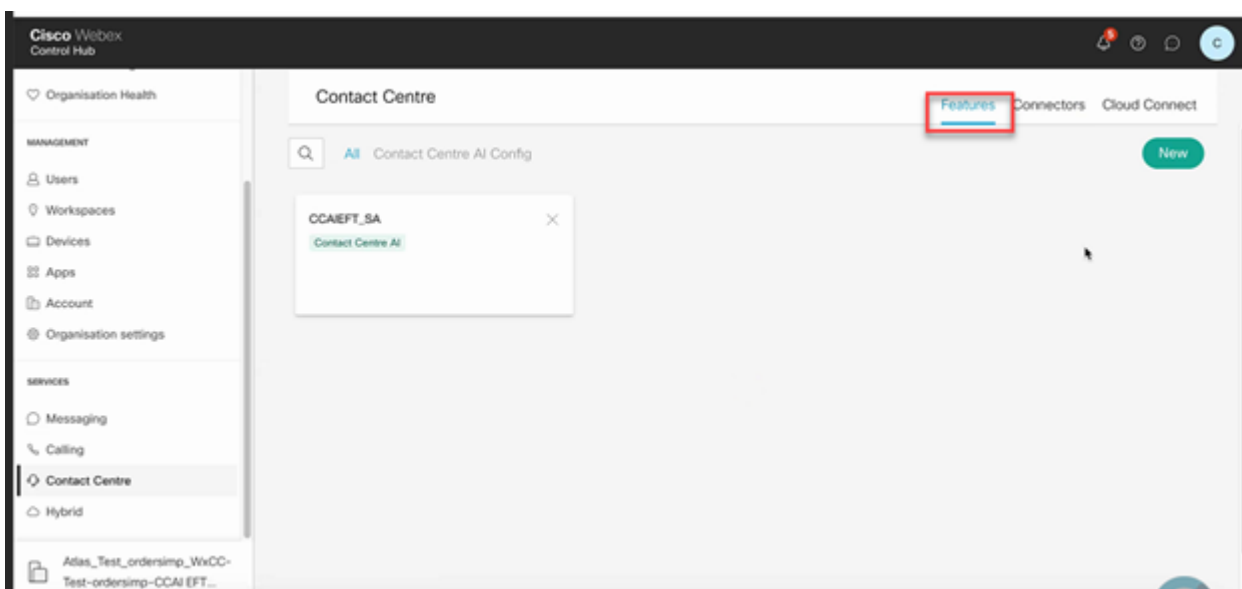 Cisco Webex
Control Hub
5
C
Organisation Health
MANAGEMENT
Users
Workspaces
Devices
Apps
Account
Organisation settings
SERVICES
Messaging
Calling
Contact Centre
Hybrid
Atlas_Test_ordersimp_WxCC-
Test-ordersimp-CCAI EFT...
Contact Centre
Features Connectors Cloud Connect
All Contact Centre AI Config
New
CCAIEFT_SA
Contact Centre AI